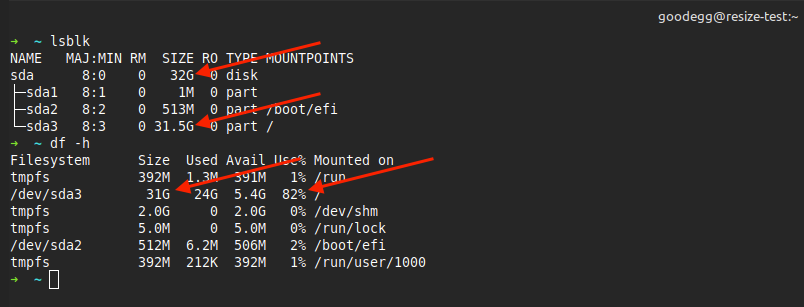 goodegg@resize-test:~
➜  ~ lsblk
NAME   MAJ:MIN RM  SIZE RO TYPE MOUNTPOINTS
sda      8:0    0   32G  0 disk
├─sda1   8:1    0    1M  0 part
├─sda2   8:2    0  513M  0 part /boot/efi
└─sda3   8:3    0 31.5G  0 part /
➜  ~ df -h
Filesystem      Size  Used Avail Use% Mounted on
tmpfs           392M  1.3M  391M   1% /run
/dev/sda3        31G   24G  5.4G  82% /
tmpfs           2.0G     0  2.0G   0% /dev/shm
tmpfs           5.0M     0  5.0M   0% /run/lock
/dev/sda2       512M  6.2M  506M   2% /boot/efi
tmpfs           392M  212K  392M   1% /run/user/1000
➜  ~